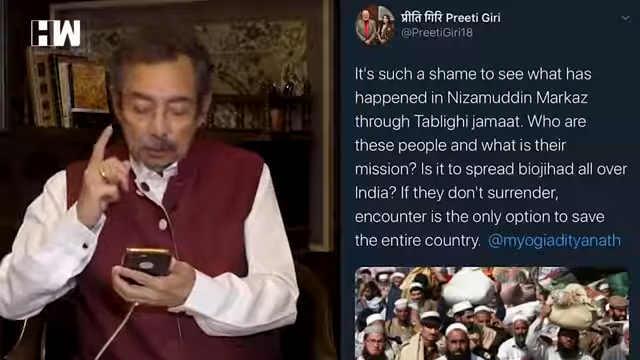 HW
प्रीति गिरि Preeti Giri
@PreetiGiri18
It's such a shame to see what has
happened in Nizamuddin Markaz
through Tablighi jamaat. Who are
these people and what is their
mission? Is it to spread biojihad all over
India? If they don't surrender,
encounter is the only option to save
the entire country. @myogiadityanath